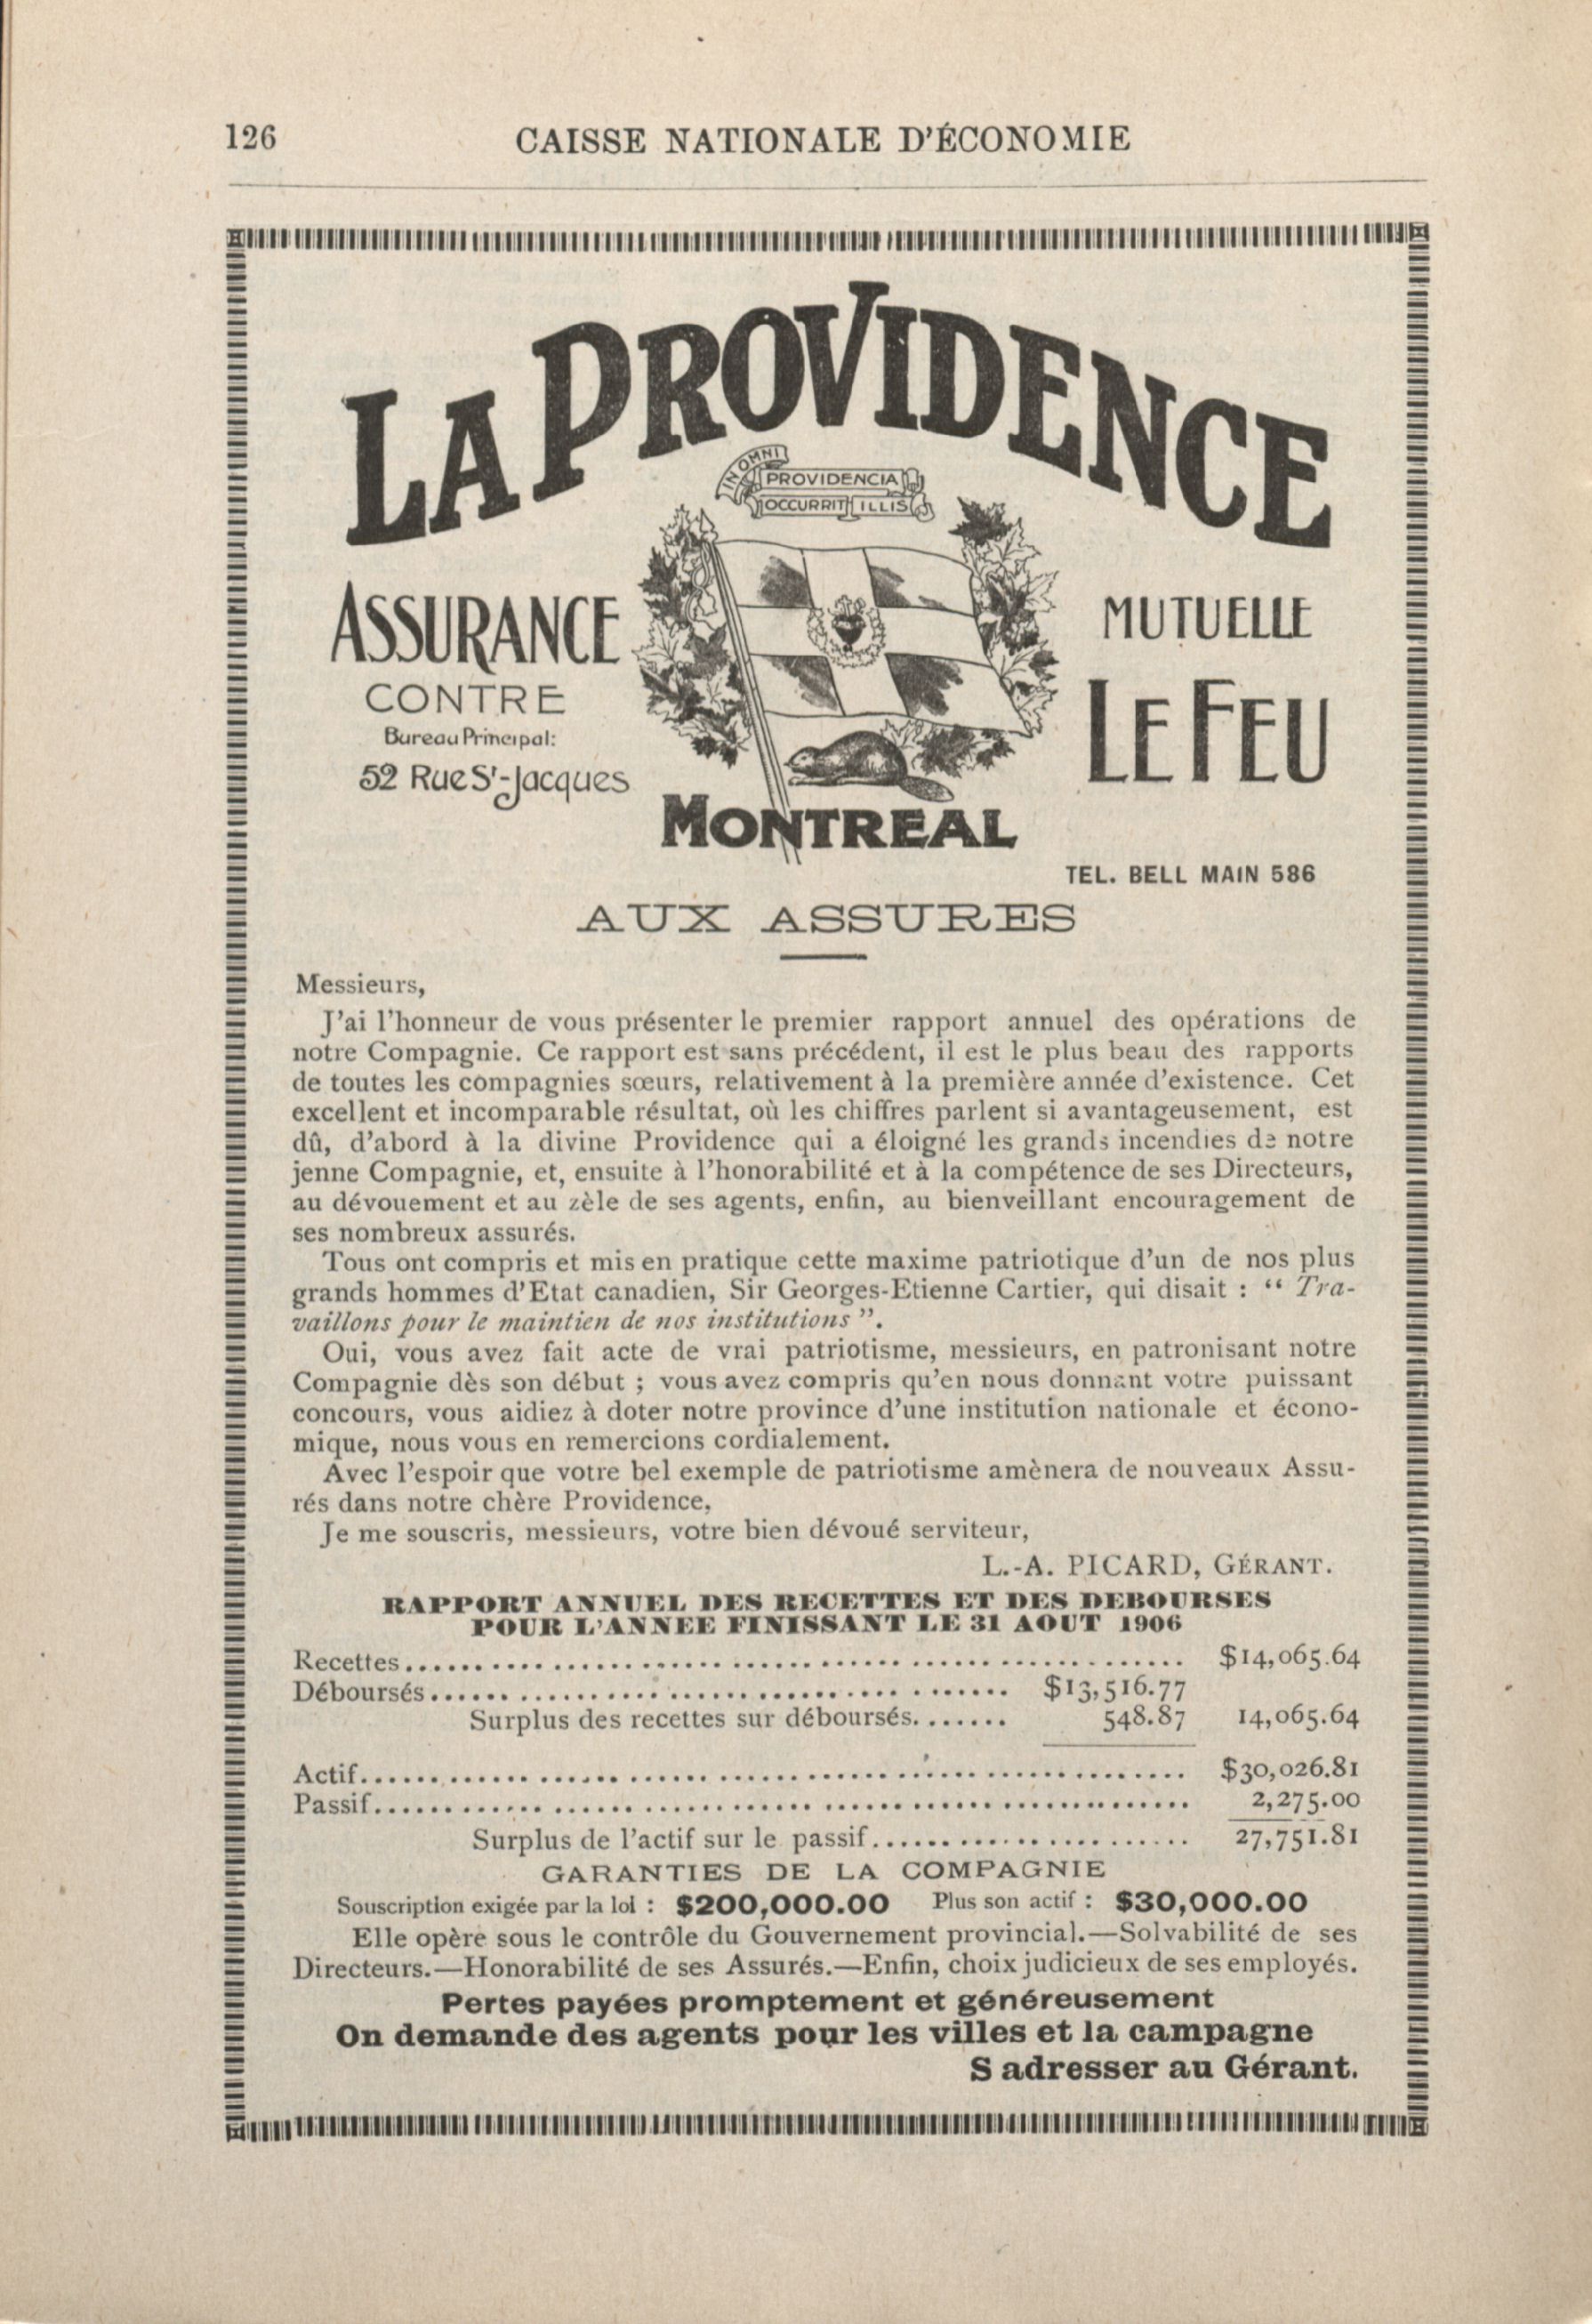 126
CAISSE NATIONALE D'ÉCONOMIE
LA PROVIDENCE
IN OMNI
PROVIDENCIA
OCCURRIT ILLIS
ASSURANCE
MUTUELLE
CONTRE
LE FEU
Bureau Principal:
52 Rue St-Jacques
MONTREAL
TEL. BELL MAIN 586
AUX ASSURES
Messieurs,
J'ai l'honneur de vous présenter le premier rapport annuel des opérations de
notre Compagnie. Ce rapport est sans précédent, il est le plus beau des rapports
de toutes les compagnies sœurs, relativement à la première année d'existence. Cet
excellent et incomparable résultat, où les chiffres parlent si avantageusement, est
dû, d'abord à la divine Providence qui a éloigné les grands incendies de notre
jenne Compagnie, et, ensuite à l'honorabilité et à la compétence de ses Directeurs,
au dévouement et au zèle de ses agents, enfin, au bienveillant encouragement de
ses nombreux assurés.
Tous ont compris et mis en pratique cette maxime patriotique d'un de nos plus
grands hommes d'Etat canadien, Sir Georges-Etienne Cartier, qui disait : “ Tra-
vaillons pour le maintien de nos institutions ”.
Oui, vous avez fait acte de vrai patriotisme, messieurs, en patronisant notre
Compagnie dès son début ; vous avez compris qu'en nous donnant votre puissant
concours, vous aidiez à doter notre province d'une institution nationale et écono-
mique, nous vous en remercions cordialement.
Avec l'espoir que votre bel exemple de patriotisme amènera de nouveaux Assu-
rés dans notre chère Providence,
Je me souscris, messieurs, votre bien dévoué serviteur,
L.-A. PICARD, GÉRANT.
RAPPORT ANNUEL DES RECETTES ET DES DEBOURSES
POUR L'ANNEE FINISSANT LE 31 AOUT 1906
Recettes.................................................. $14,065.64
Déboursés........................................ $13,516.77
Surplus des recettes sur déboursés....... 548.87 14,065.64
Actif..................................................... $30,026.81
Passif.................................................... 2,275.00
Surplus de l'actif sur le passif...................... 27,751.81
GARANTIES DE LA COMPAGNIE
Souscription exigée par la loi : $200,000.00 Plus son actif : $30,000.00
Elle opère sous le contrôle du Gouvernement provincial.—Solvabilité de ses
Directeurs.—Honorabilité de ses Assurés.—Enfin, choix judicieux de ses employés.
Pertes payées promptement et généreusement
On demande des agents pour les villes et la campagne
S adresser au Gérant.